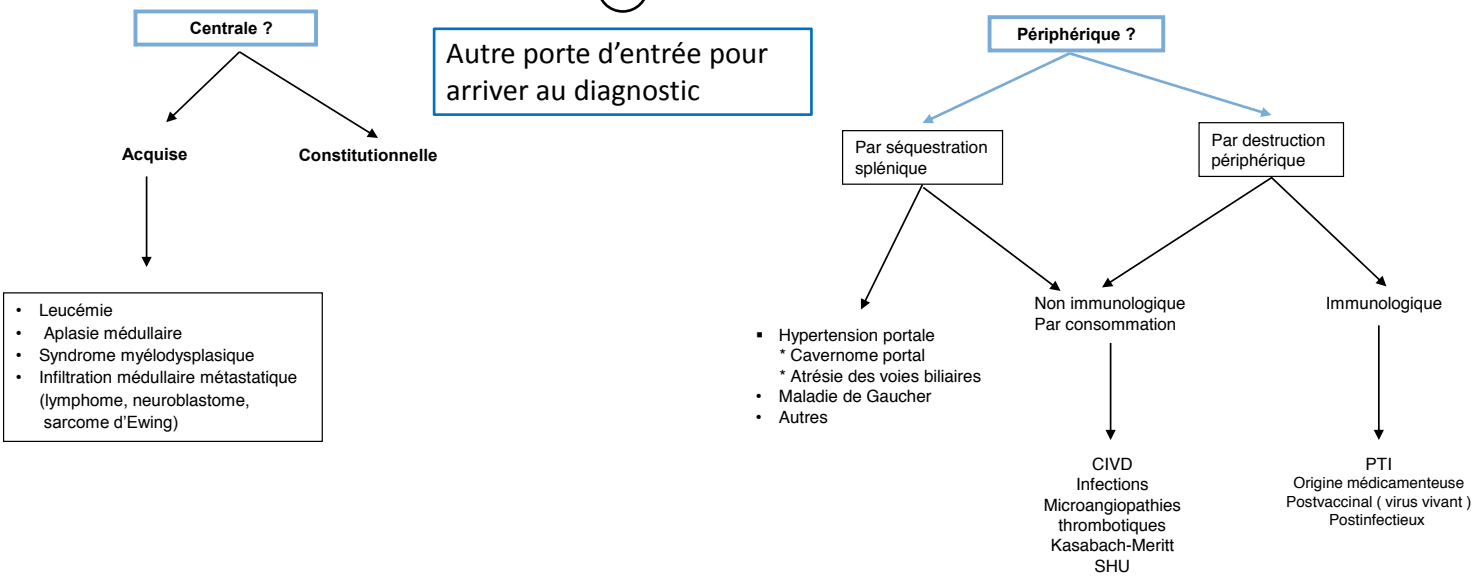 Centrale ?
Autre porte d'entrée pour
arriver au diagnostic
Périphérique ?
Acquise
Constitutionnelle
Par séquestration
splénique
Par destruction
périphérique
• Leucémie
• Aplasie médullaire
• Syndrome myélodysplasique
• Infiltration médullaire métastatique
(lymphome, neuroblastome,
sarcome d'Ewing)
▪ Hypertension portale
* Cavernome portal
* Atrésie des voies biliaires
• Maladie de Gaucher
• Autres
Non immunologique
Par consommation
Immunologique
CIVD
Infections
Microangiopathies
thrombotiques
Kasabach-Meritt
SHU
PTI
Origine médicamenteuse
Postvaccinal ( virus vivant )
Postinfectieux